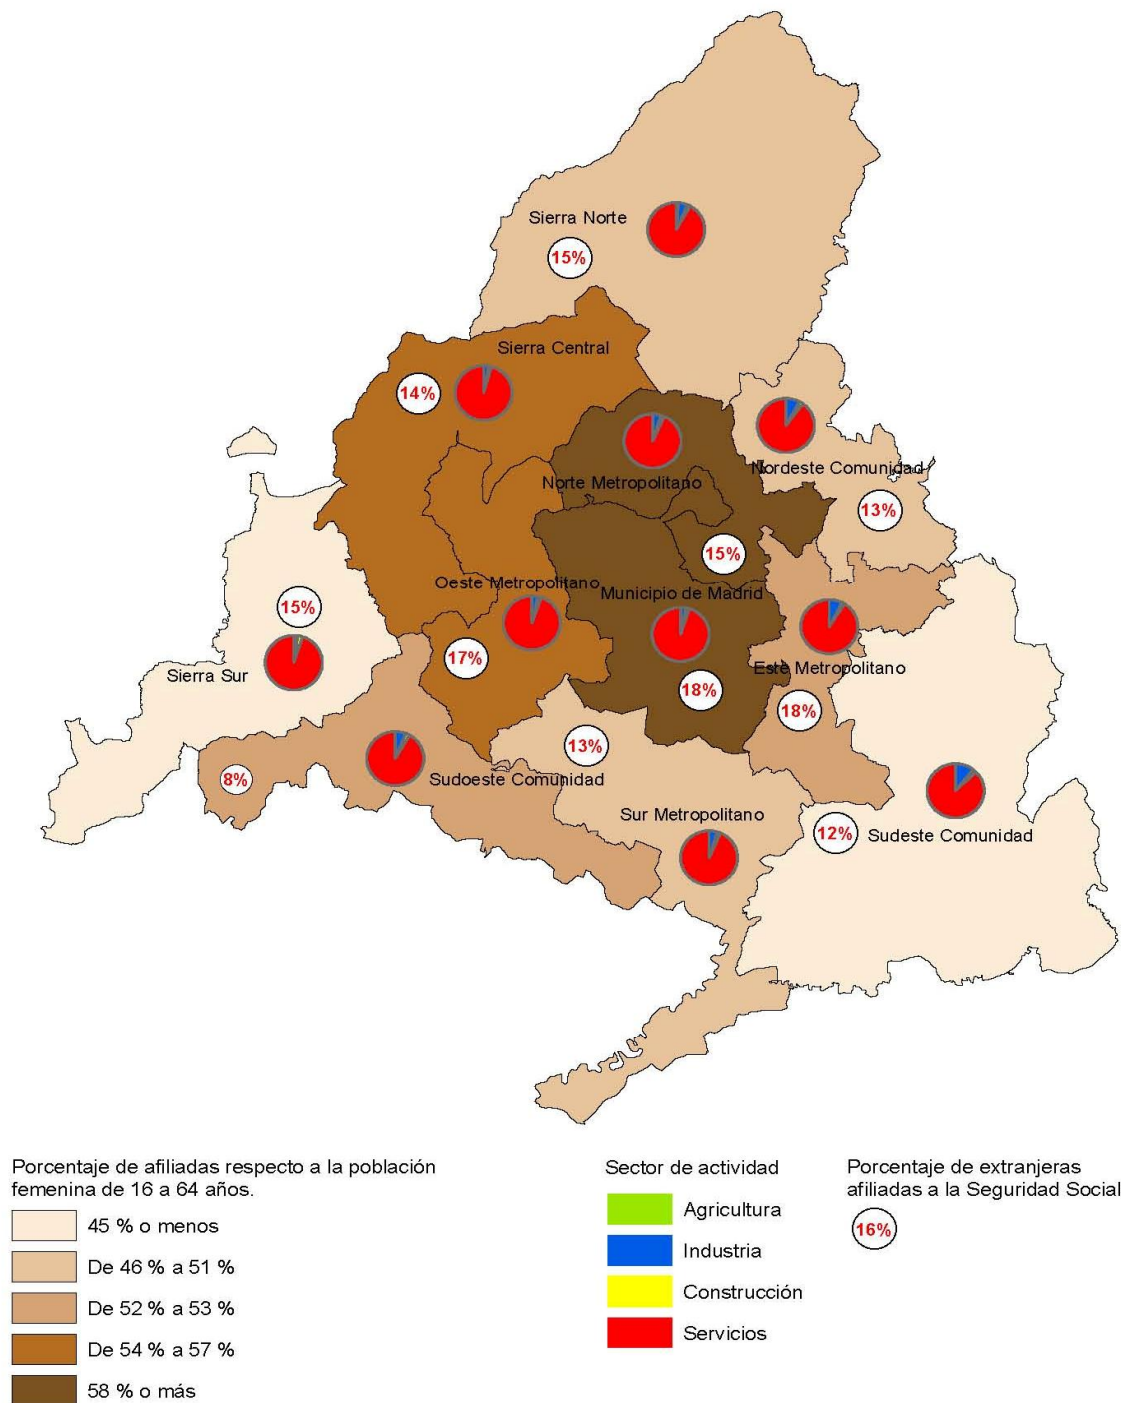 Sierra Norte
15%
Sierra Central
14%
Nordeste Comunidad
Norte Metropolitano
13%
15%
Oeste Metropolitano
Municipio de Madrid
15%
17%
Este Metropolitano
Sierra Sur
18%
18%
13%
8%
Sudoeste Comunidad
Sur Metropolitano
12%
Sudeste Comunidad
Porcentaje de afiliadas respecto a la población
femenina de 16 a 64 años.
45 % o menos
De 46 % a 51 %
De 52 % a 53 %
De 54 % a 57 %
58 % o más
Sector de actividad
Agricultura
Industria
Construcción
Servicios
Porcentaje de extranjeras
afiliadas a la Seguridad Social
16%